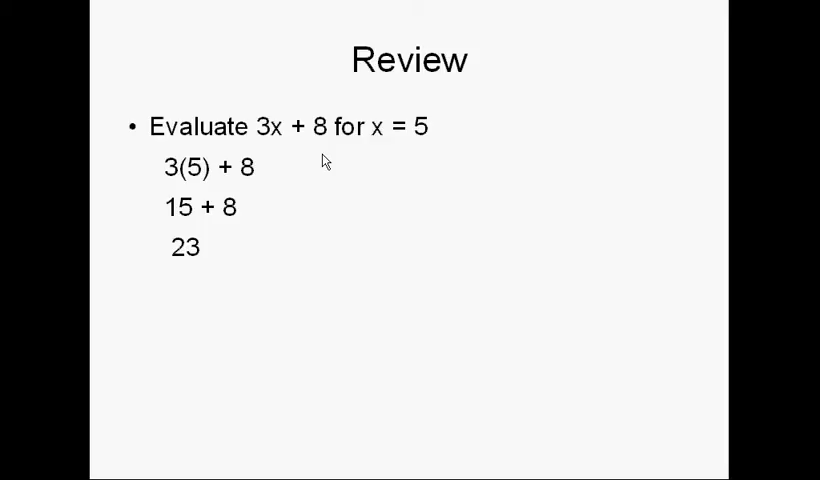 Review
• Evaluate 3x + 8 for x = 5
3(5) + 8
15 + 8
23